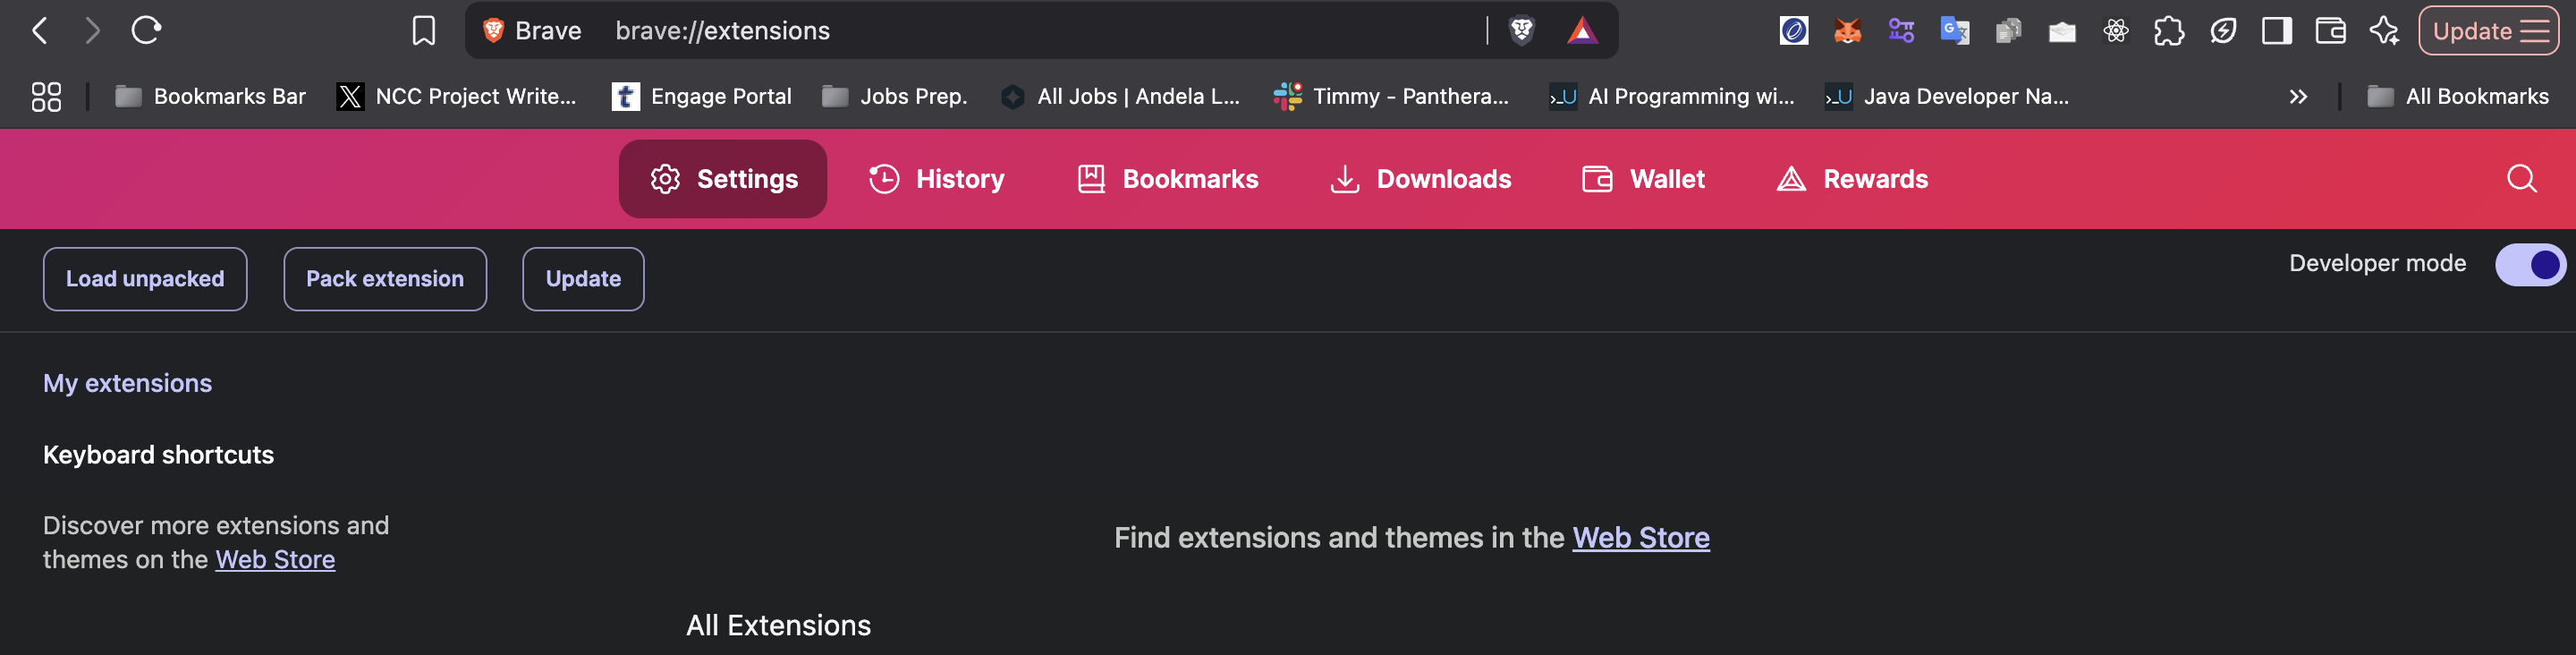 Brave brave://extensions Update
Bookmarks Bar NCC Project Write... Engage Portal Jobs Prep. All Jobs | Andela L... Timmy - Panthera... AI Programming wi... Java Developer Na... » All Bookmarks
Settings History Bookmarks Downloads Wallet Rewards
Load unpacked Pack extension Update Developer mode
My extensions
Keyboard shortcuts
Discover more extensions and
themes on the Web Store
Find extensions and themes in the Web Store
All Extensions